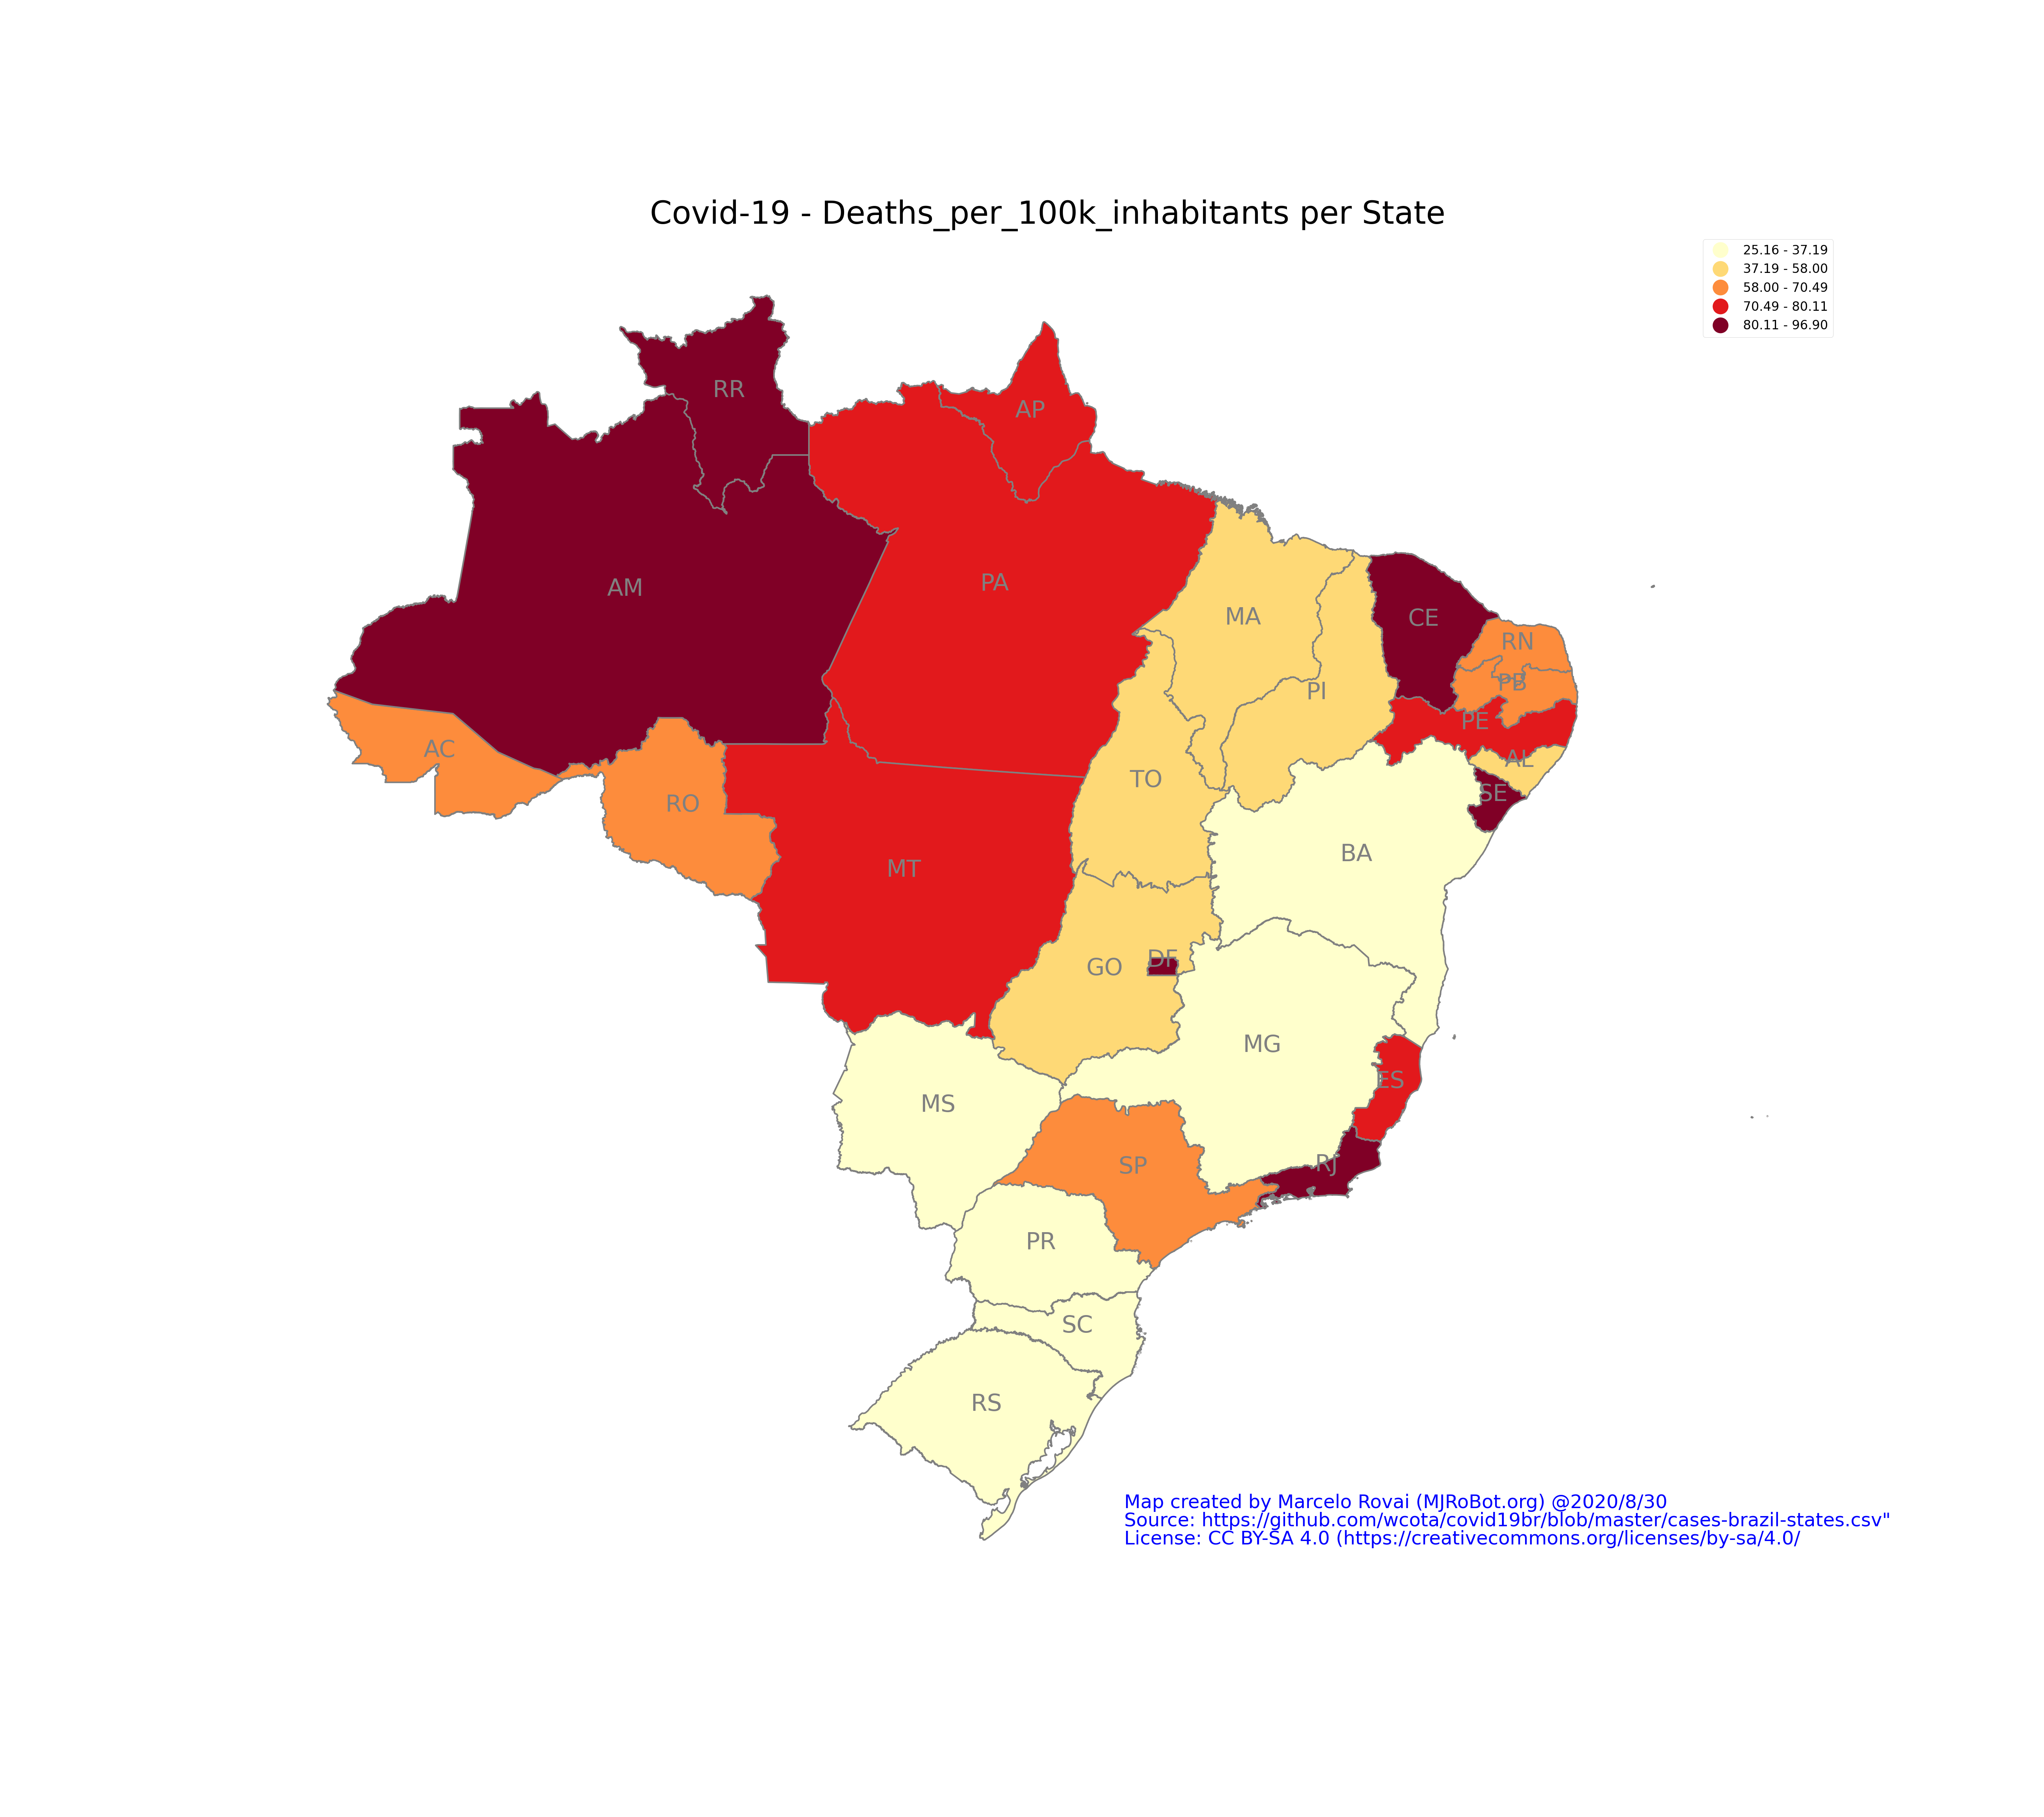 Covid-19 - Deaths_per_100k_inhabitants per State
25.16 - 37.19
37.19 - 58.00
58.00 - 70.49
70.49 - 80.11
80.11 - 96.90
RR
AP
AM
PA
MA
CE
RN
PI
PB
PE
AC
AL
TO
SE
RO
BA
MT
DF
GO
MG
ES
MS
RJ
SP
PR
SC
RS
Map created by Marcelo Rovai (MJRoBot.org) @2020/8/30
Source: https://github.com/wcota/covid19br/blob/master/cases-brazil-states.csv"
License: CC BY-SA 4.0 (https://creativecommons.org/licenses/by-sa/4.0/